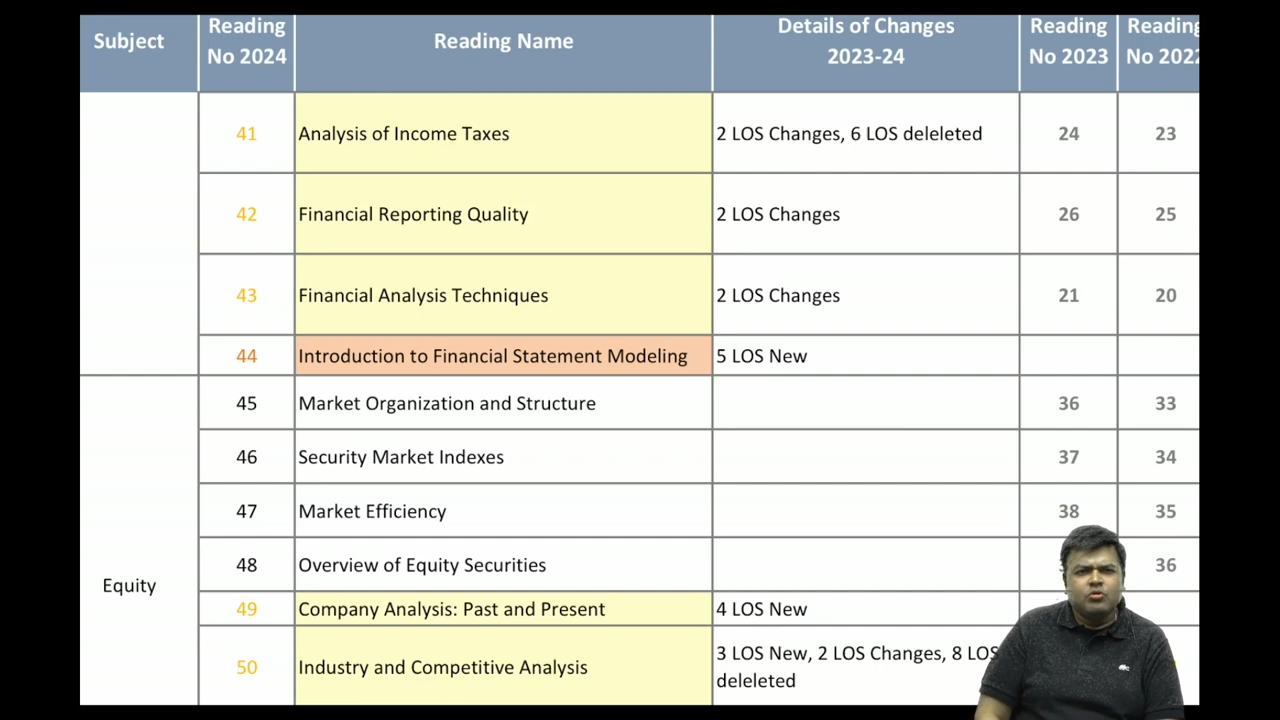 Subject
Reading No 2024
Reading Name
Details of Changes 2023-24
Reading No 2023
Reading No 2022
41 Analysis of Income Taxes 2 LOS Changes, 6 LOS deleleted 24 23
42 Financial Reporting Quality 2 LOS Changes 26 25
43 Financial Analysis Techniques 2 LOS Changes 21 20
44 Introduction to Financial Statement Modeling 5 LOS New
45 Market Organization and Structure 36 33
46 Security Market Indexes 37 34
47 Market Efficiency 38 35
48 Overview of Equity Securities 36
Equity
49 Company Analysis: Past and Present 4 LOS New
50 Industry and Competitive Analysis 3 LOS New, 2 LOS Changes, 8 LOS
deleleted